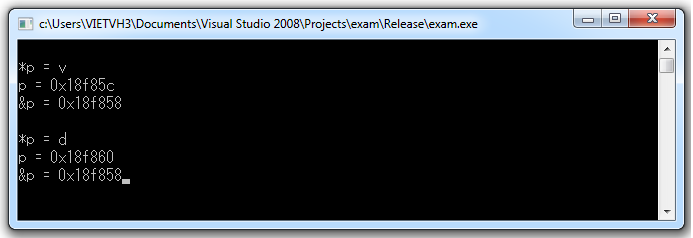 c:\Users\VIETVH3\Documents\Visual Studio 2008\Projects\exam\Release\exam.exe
*p = v
p = 0x18f85c
&p = 0x18f858
*p = d
p = 0x18f860
&p = 0x18f858